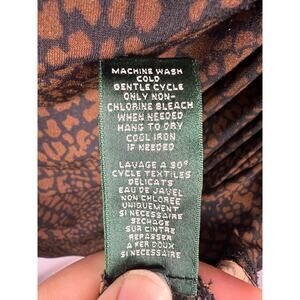 MACHINE WASH
COLD
GENTLE CYCLE
ONLY NON-
CHLORINE BLEACH
WHEN NEEDED
HANG TO DRY
COOL IRON
IF NEEDED
LAVAGE A 30°
CYCLE TEXTILES
DELICATS
EAU DE JAVEL
NON CHLOREE
UNIQUEMENT
SI NECESSAIRE
SECHAGE
SUR CINTRE
REPASSER
A FER DOUX
SI NECESSAIRE